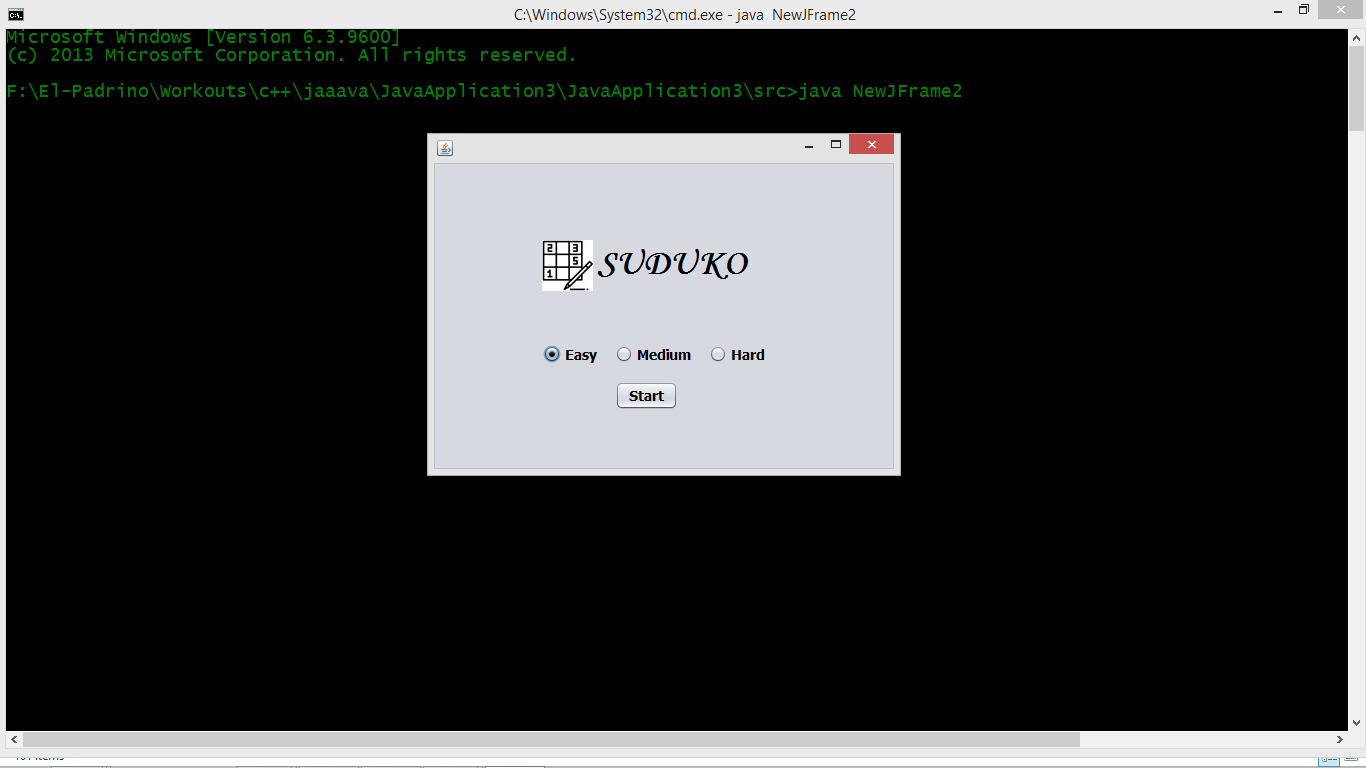 C:\Windows\System32\cmd.exe - java  NewJFrame2
Microsoft Windows [Version 6.3.9600]
(c) 2013 Microsoft Corporation. All rights reserved.
F:\El-Padrino\Workouts\c++\jaaava\JavaApplication3\JavaApplication3\src>java NewJFrame2
2 3
5
1
SUDUKO
Easy Medium Hard
Start